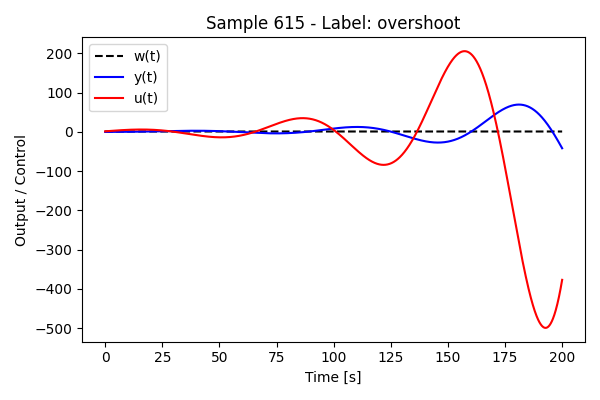 Sample 615 - Label: overshoot
w(t)
y(t)
u(t)
Output / Control
200
100
0
−100
−200
−300
−400
−500
0 25 50 75 100 125 150 175 200
Time [s]